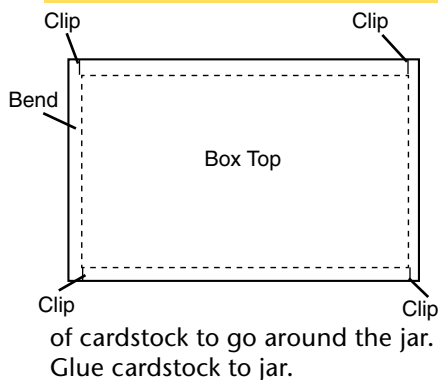 Clip Clip
Bend
Box Top
Clip Clip
of cardstock to go around the jar.
Glue cardstock to jar.